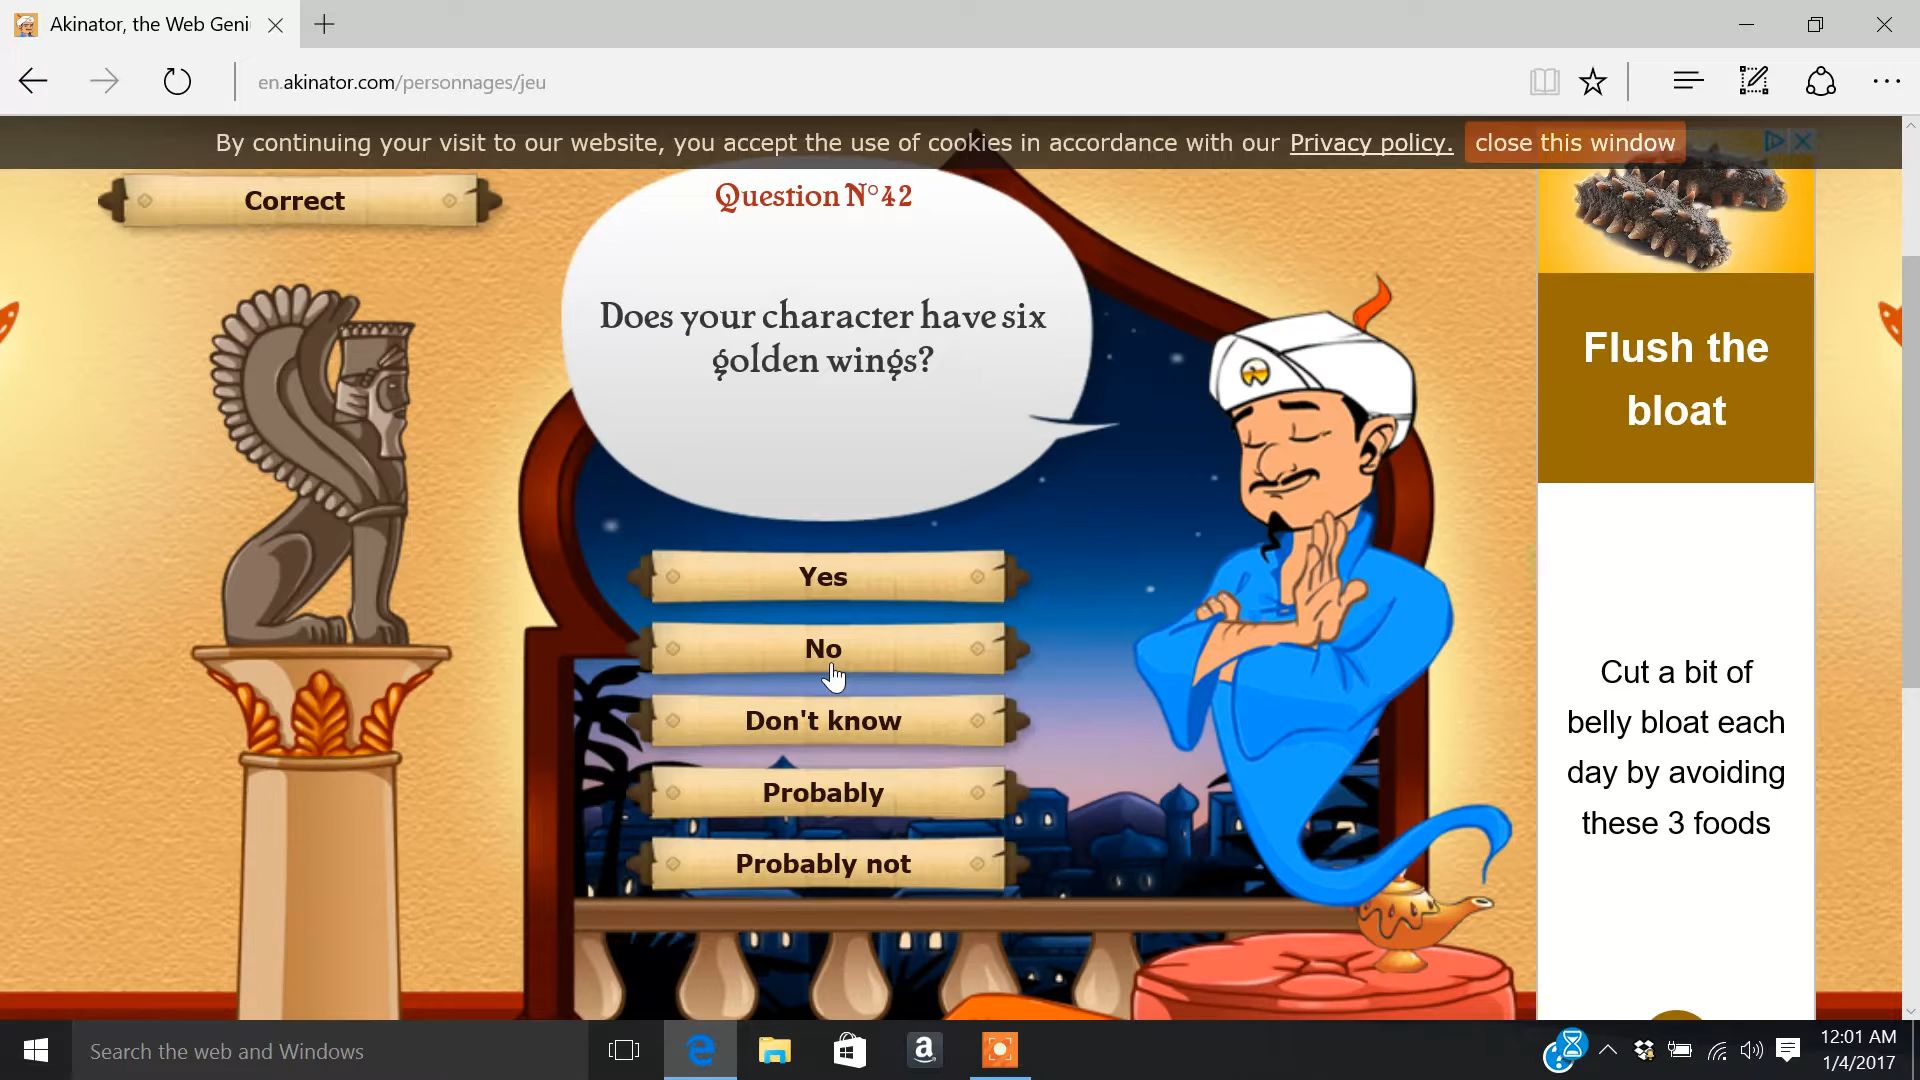 Akinator, the Web Geni
en.akinator.com/personnages/jeu
By continuing your visit to our website, you accept the use of cookies in accordance with our Privacy policy. close this window
Correct
Question N°42
Does your character have six
golden wings?
Yes
No
Don't know
Probably
Probably not
Flush the
bloat
Cut a bit of
belly bloat each
day by avoiding
these 3 foods
Search the web and Windows
12:01 AM
1/4/2017